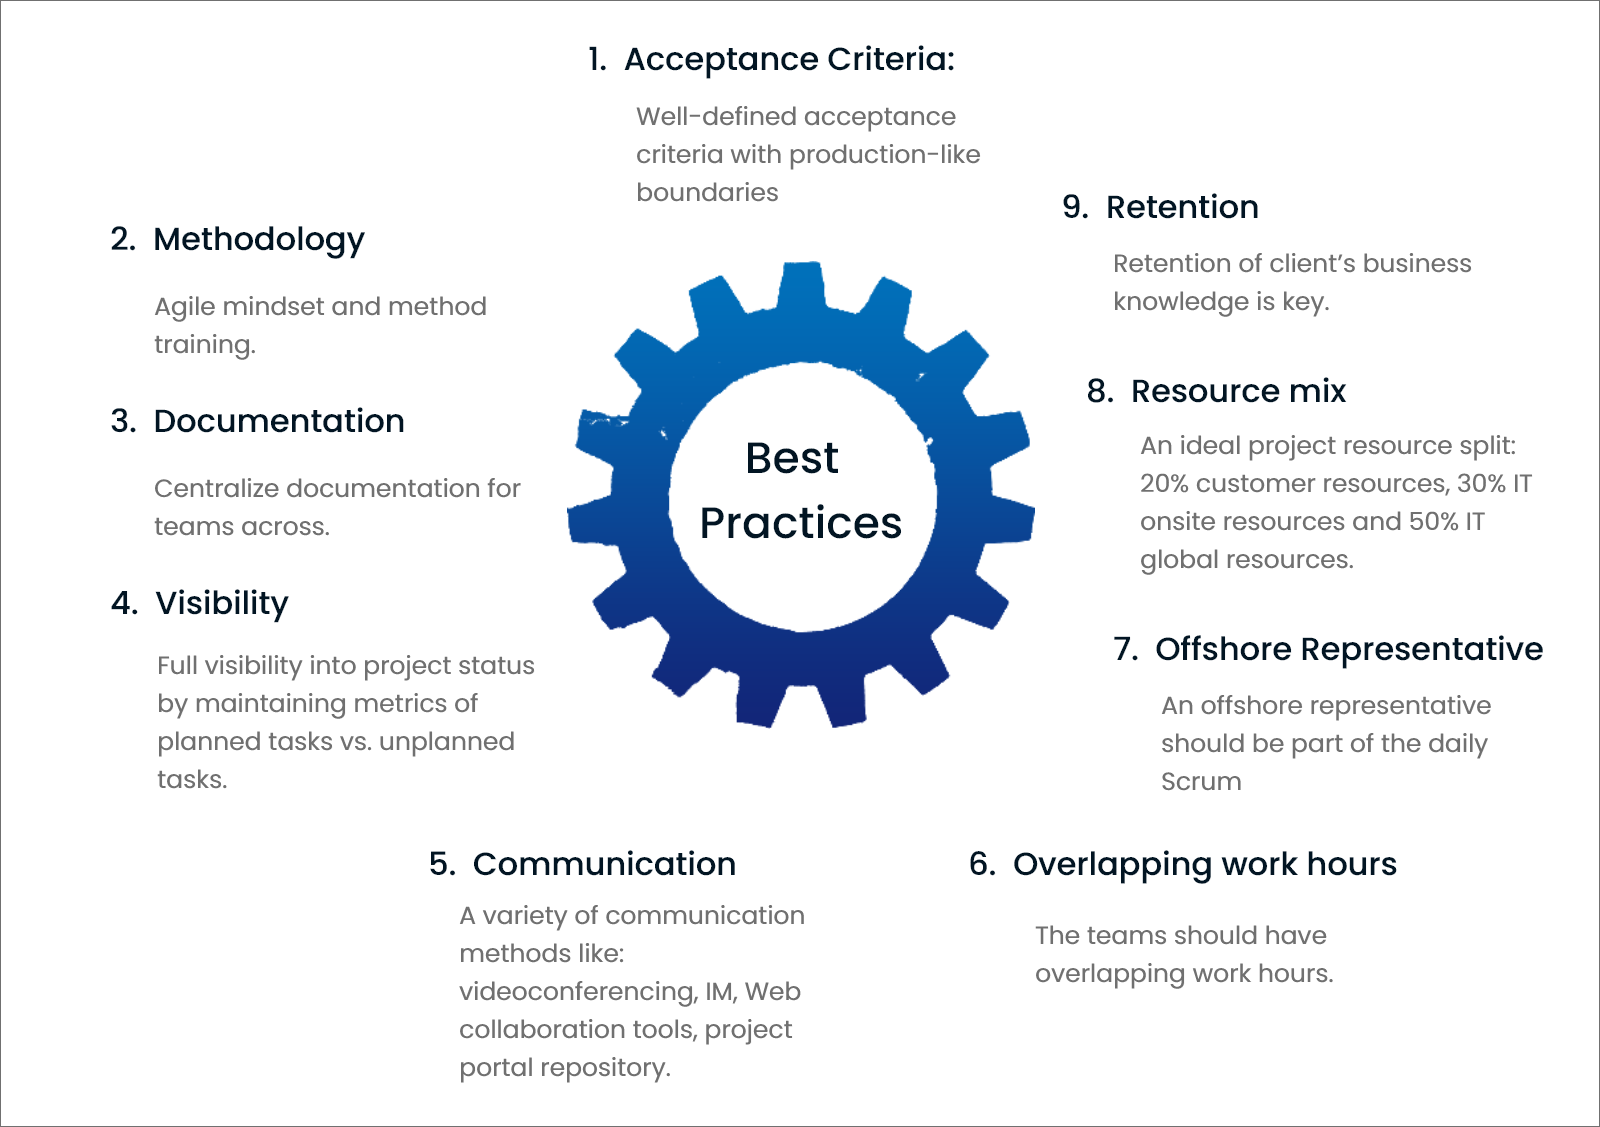 1. Acceptance Criteria:
Well-defined acceptance
criteria with production-like
boundaries
2. Methodology
Agile mindset and method
training.
3. Documentation
Centralize documentation for
teams across.
4. Visibility
Full visibility into project status
by maintaining metrics of
planned tasks vs. unplanned
tasks.
5. Communication
A variety of communication
methods like:
videoconferencing, IM, Web
collaboration tools, project
portal repository.
6. Overlapping work hours
The teams should have
overlapping work hours.
7. Offshore Representative
An offshore representative
should be part of the daily
Scrum
8. Resource mix
An ideal project resource split:
20% customer resources, 30% IT
onsite resources and 50% IT
global resources.
9. Retention
Retention of client’s business
knowledge is key.
Best
Practices